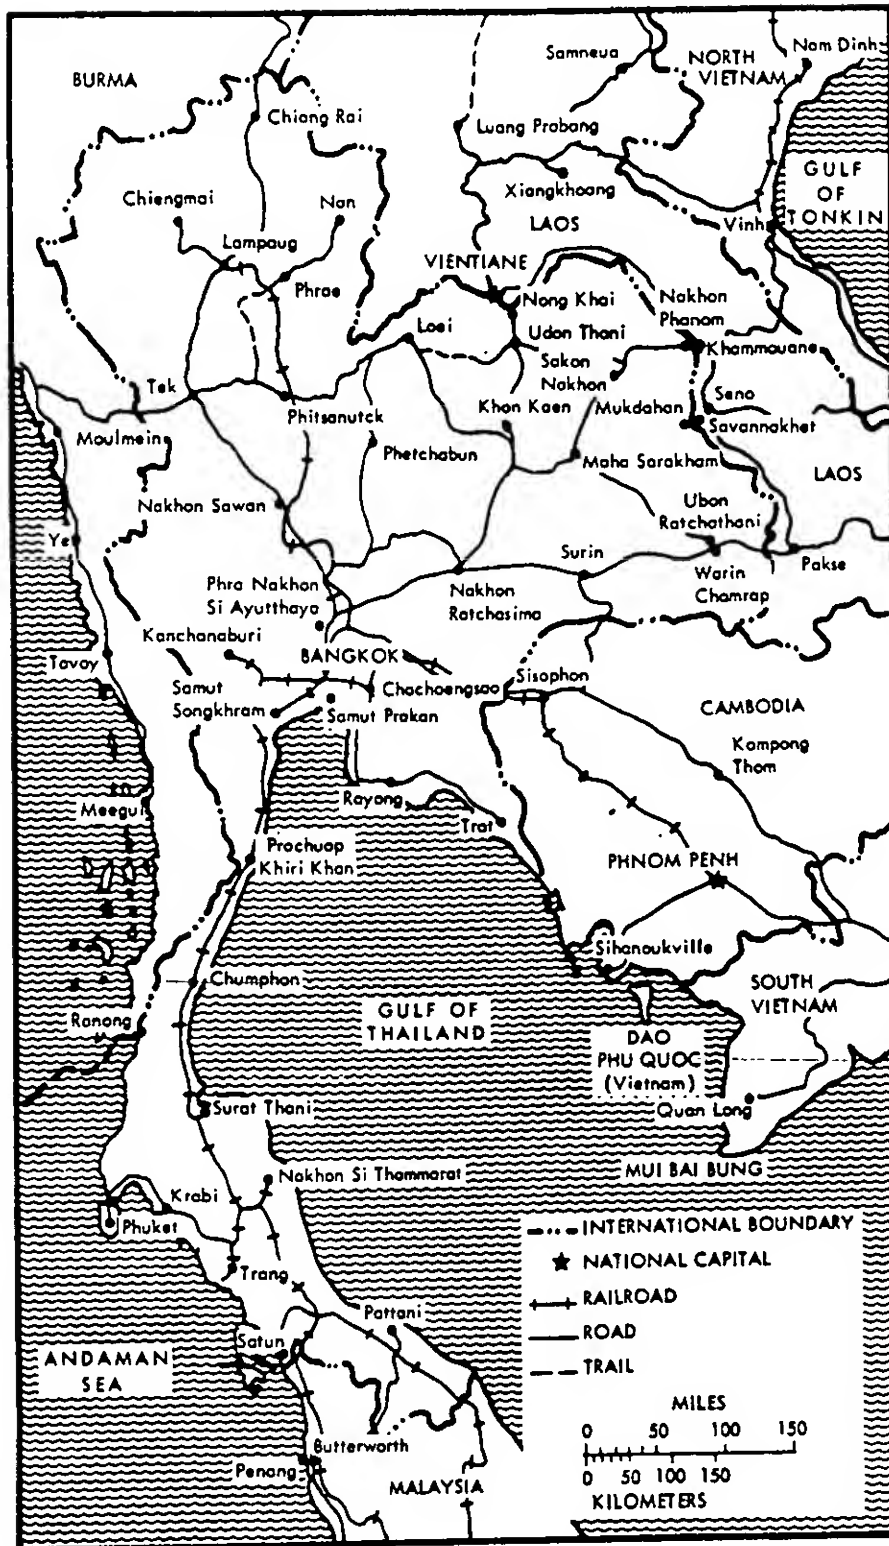 BURMA
Samneua
NORTH
VIETNAM
Nam Dinh
Chiang Rai
Luang Prabang
GULF
OF
TONKIN
Xiangkhoang
Chiengmai
Nan
LAOS
Vinh
Lampaug
VIENTIANE
Phrae
Nong Khai
Nakhon
Phanom
Loei
Udon Thani
Khammouane
Sakon
Nakhon
Tek
Phitsanutck
Khon Kaen
Mukdahan
Seno
Savannakhet
Moulmein
Phetchabun
Maha Sarakham
LAOS
Nakhon Sawan
Ubon
Ratchathani
Ye
Surin
Warin
Chamrap
Pakse
Phra Nakhon
Si Ayutthaya
Nakhon
Ratchasima
Kanchanaburi
BANGKOK
Tavoy
Chachoengsao
Sisophon
Samut
Songkhram
Samut Prakan
CAMBODIA
Kampong
Thom
Meegui
Rayong
Trat
Prachuap
Khiri Khan
PHNOM PENH
Sihanoukville
Chumphon
GULF OF
THAILAND
SOUTH
VIETNAM
Ranong
DAO
PHU QUOC
(Vietnam)
Surat Thani
Quan Long
MUI BAI BUNG
Nakhon Si Thammarat
Krabi
Phuket
Trang
INTERNATIONAL BOUNDARY
NATIONAL CAPITAL
RAILROAD
ROAD
TRAIL
Pattani
Satun
ANDAMAN
SEA
MILES
0 50 100 150
0 50 100 150
KILOMETERS
Butterworth
Penang
MALAYSIA